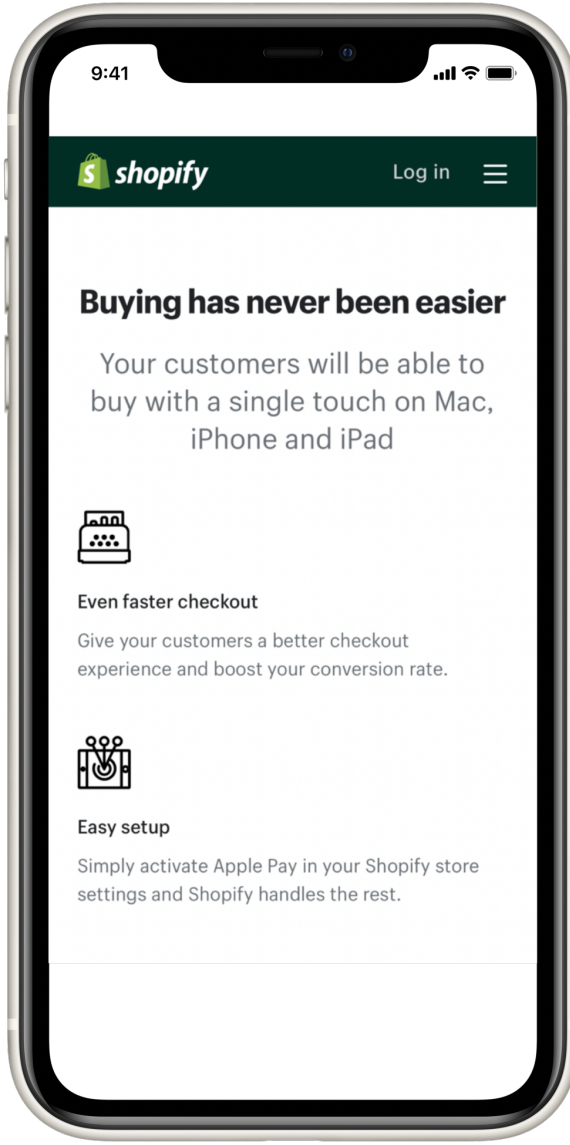 9:41
S shopify
Log in
Buying has never been easier
Your customers will be able to
buy with a single touch on Mac,
iPhone and iPad
Even faster checkout
Give your customers a better checkout
experience and boost your conversion rate.
Easy setup
Simply activate Apple Pay in your Shopify store
settings and Shopify handles the rest.